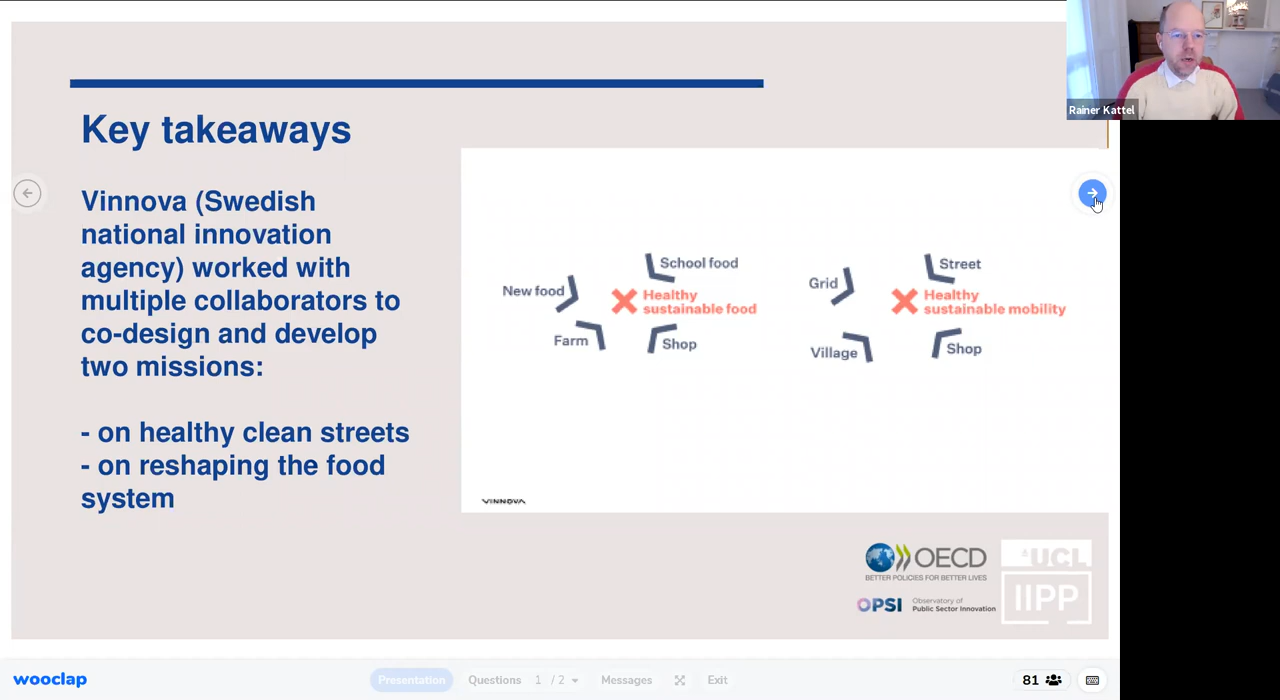 Rainer Kattel
Key takeaways
Vinnova (Swedish
national innovation
agency) worked with
multiple collaborators to
co-design and develop
two missions:
- on healthy clean streets
- on reshaping the food
system
School food
New food
Healthy
sustainable food
Farm
Shop
Street
Grid
Healthy
sustainable mobility
Village
Shop
VINNOVA
OECD
BETTER POLICIES FOR BETTER LIVES
OPSI
Observatory of
Public Sector Innovation
UCL
IIPP
wooclap
Presentation
Questions 1 / 2
Messages
Exit
81